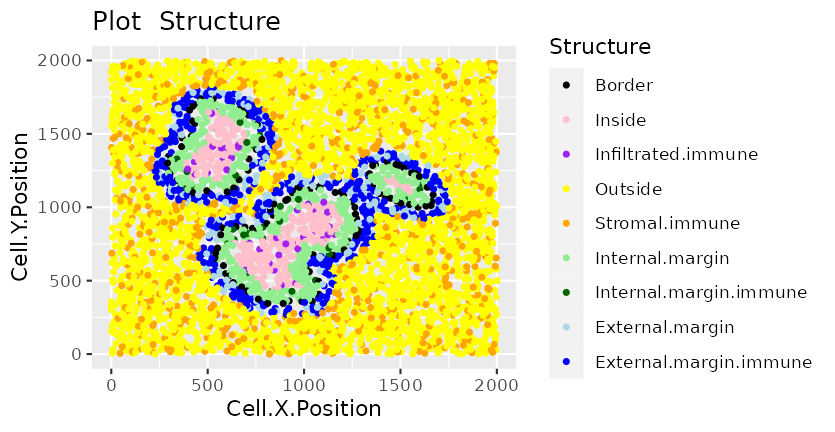 Plot  Structure
Cell.Y.Position
2000
1500
1000
500
0
0 500 1000 1500 2000
Cell.X.Position
Structure
Border
Inside
Infiltrated.immune
Outside
Stromal.immune
Internal.margin
Internal.margin.immune
External.margin
External.margin.immune